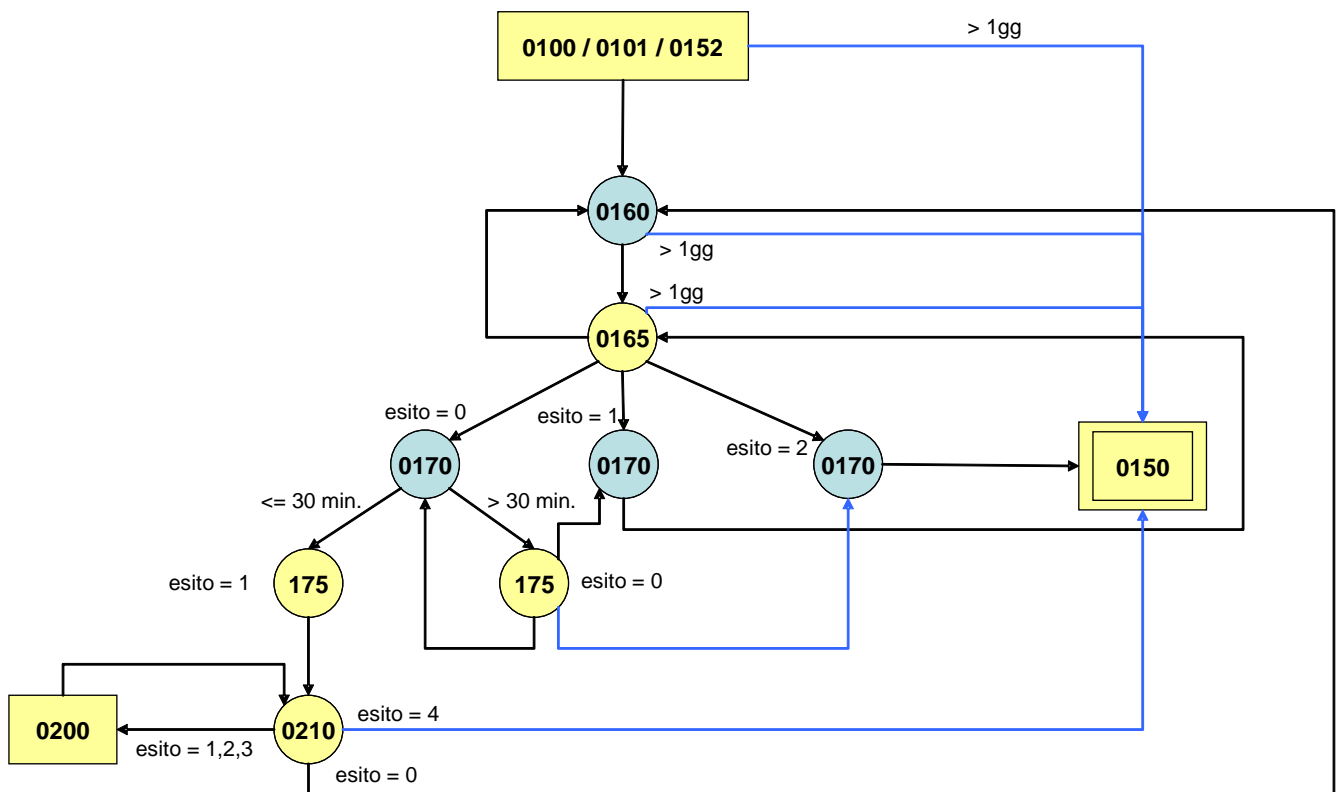 > 1gg
0100 / 0101 / 0152
0160
> 1gg
> 1gg
0165
esito = 0
esito = 1
esito = 2
0170
0170
0170
0150
<= 30 min.
> 30 min.
esito = 1
175
175
esito = 0
esito = 4
0200
0210
esito = 1,2,3
esito = 0